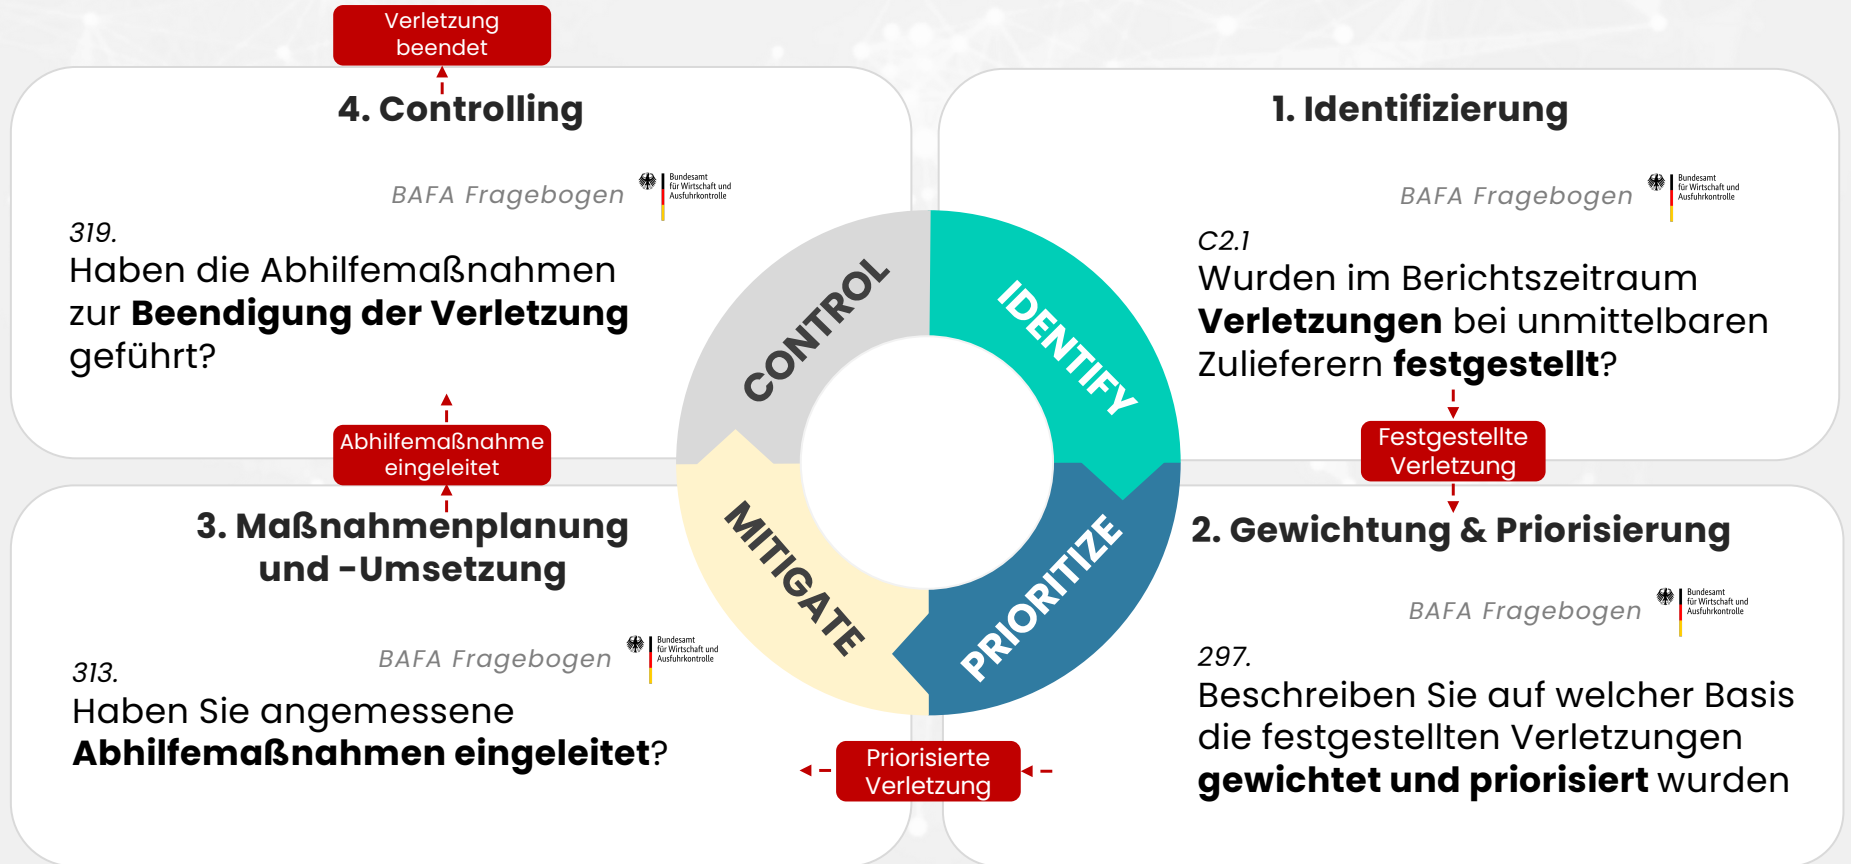 Verletzung
beendet
4. Controlling
BAFA Fragebogen
Bundesamt
für Wirtschaft und
Ausfuhrkontrolle
319.
Haben die Abhilfemaßnahmen
zur Beendigung der Verletzung
geführt?
1. Identifizierung
BAFA Fragebogen
Bundesamt
für Wirtschaft und
Ausfuhrkontrolle
C2.1
Wurden im Berichtszeitraum
Verletzungen bei unmittelbaren
Zulieferern festgestellt?
CONTROL
IDENTIFY
MITIGATE
PRIORITIZE
Abhilfemaßnahme
eingeleitet
Festgestellte
Verletzung
3. Maßnahmenplanung
und -Umsetzung
BAFA Fragebogen
Bundesamt
für Wirtschaft und
Ausfuhrkontrolle
313.
Haben Sie angemessene
Abhilfemaßnahmen eingeleitet?
2. Gewichtung & Priorisierung
BAFA Fragebogen
Bundesamt
für Wirtschaft und
Ausfuhrkontrolle
297.
Beschreiben Sie auf welcher Basis
die festgestellten Verletzungen
gewichtet und priorisiert wurden
Priorisierte
Verletzung